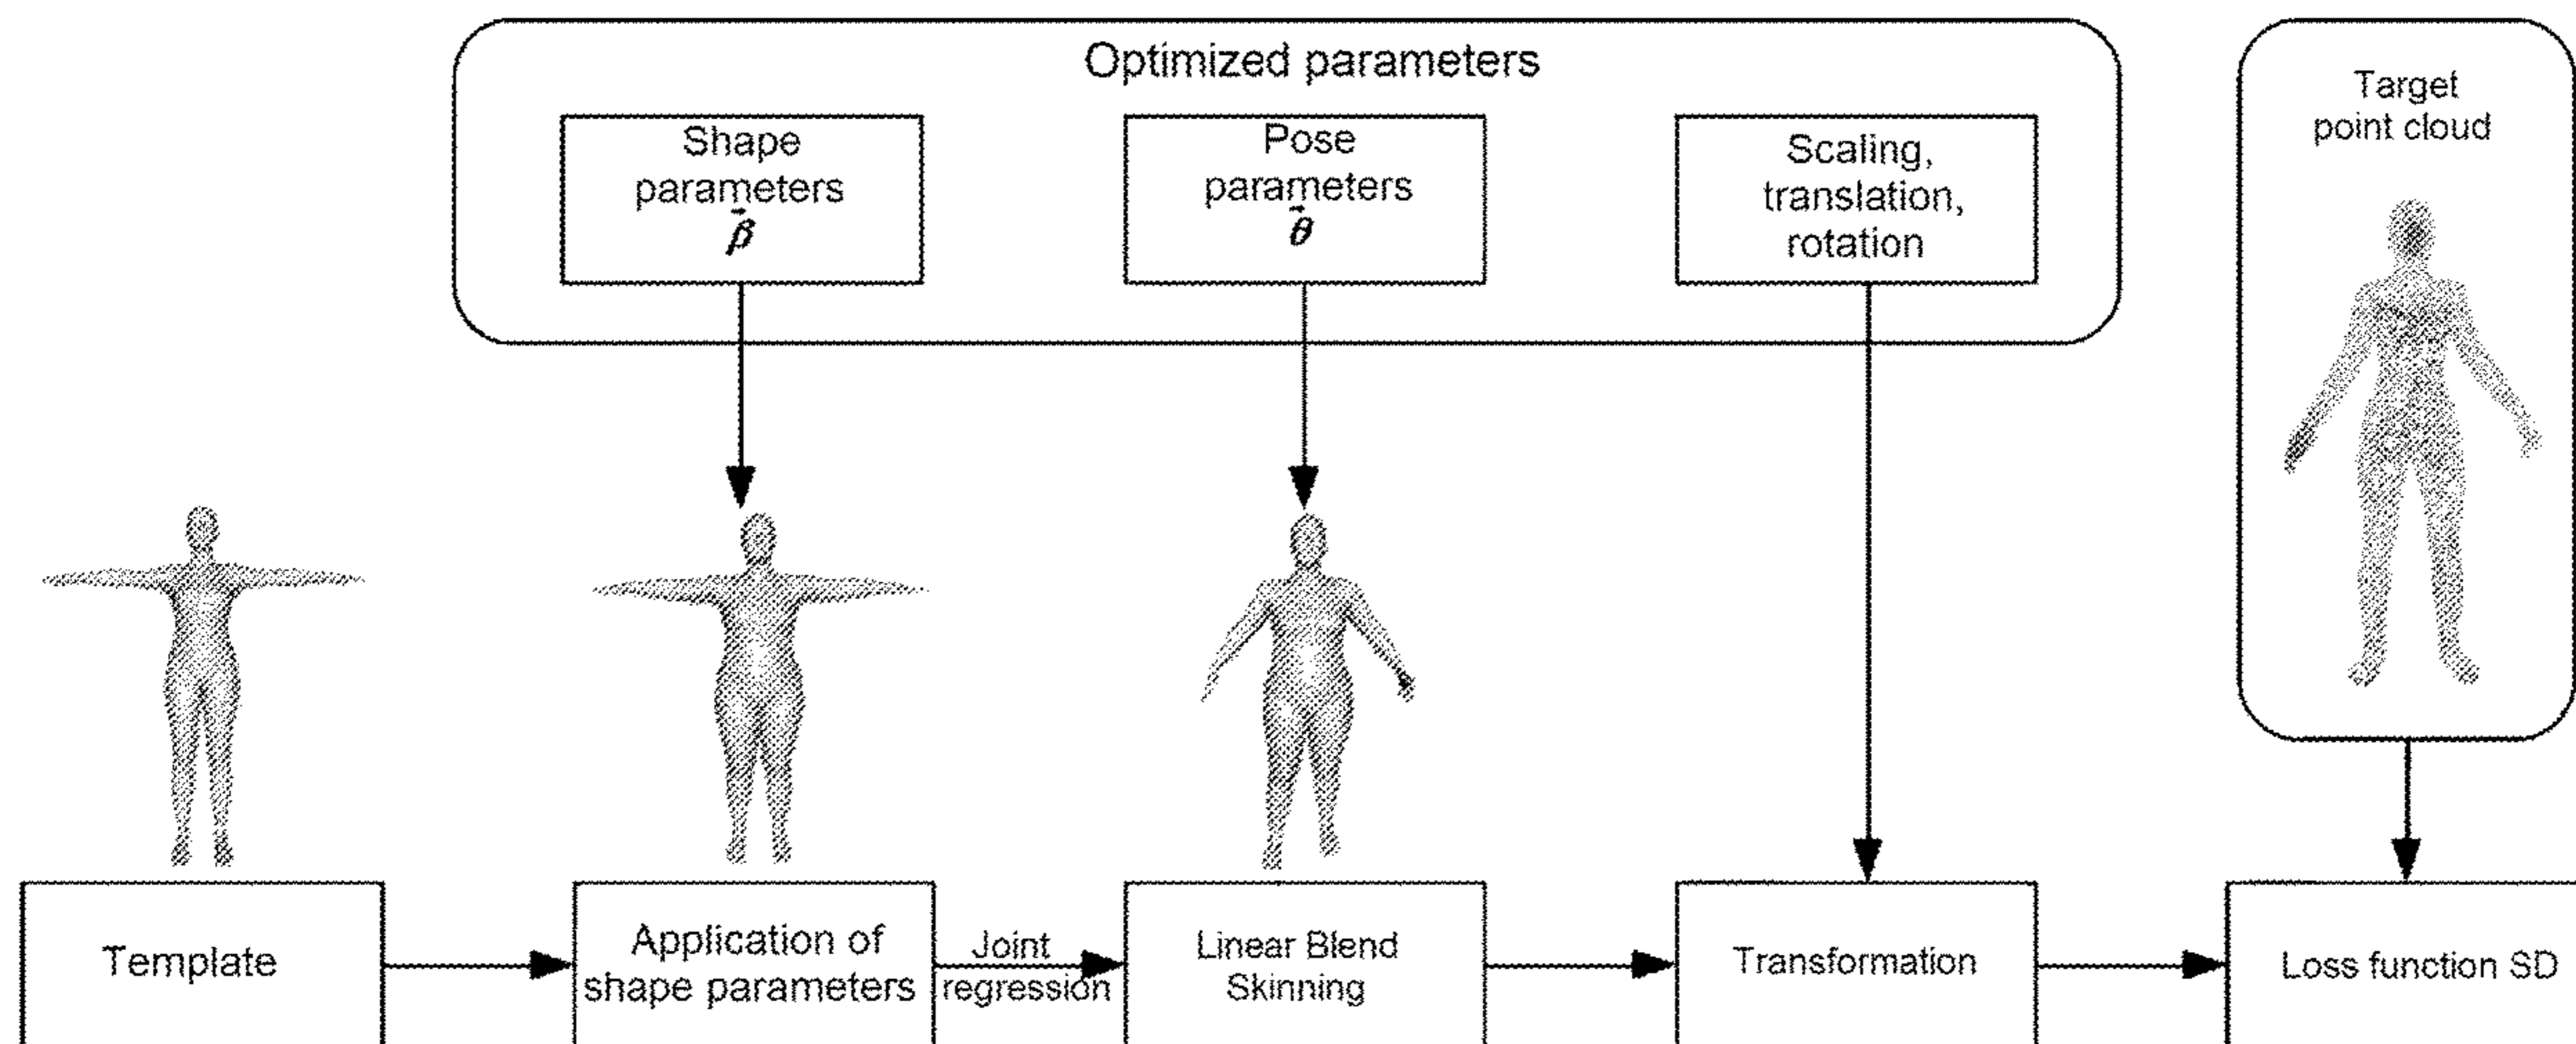 Optimized parameters
Shape
parameters
β⃗
Pose
parameters
θ⃗
Scaling,
translation,
rotation
Target
point cloud
Template
Application of
shape parameters
Joint
regression
Linear Blend
Skinning
Transformation
Loss function SD